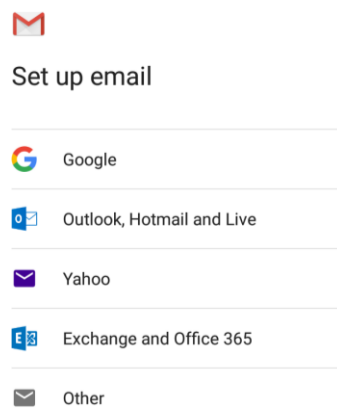 Set up email
Google
Outlook, Hotmail and Live
Yahoo
Exchange and Office 365
Other